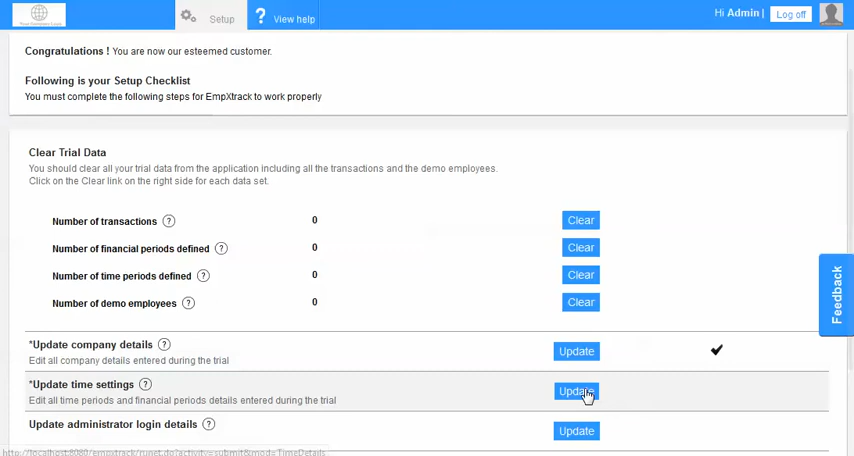 Your Company Logo
Setup
? View help
Hi Admin | Log off
Congratulations ! You are now our esteemed customer.
Following is your Setup Checklist
You must complete the following steps for EmpXtrack to work properly
Clear Trial Data
You should clear all your trial data from the application including all the transactions and the demo employees.
Click on the Clear link on the right side for each data set.
Number of transactions ? 0 Clear
Number of financial periods defined ? 0 Clear
Number of time periods defined ? 0 Clear
Number of demo employees ? 0 Clear
Feedback
*Update company details ? Update
Edit all company details entered during the trial
*Update time settings ? Update
Edit all time periods and financial periods details entered during the trial
Update administrator login details ? Update
http://localhost:8080/empxtrack/runet.do?activity=submit&mod=TimeDetails